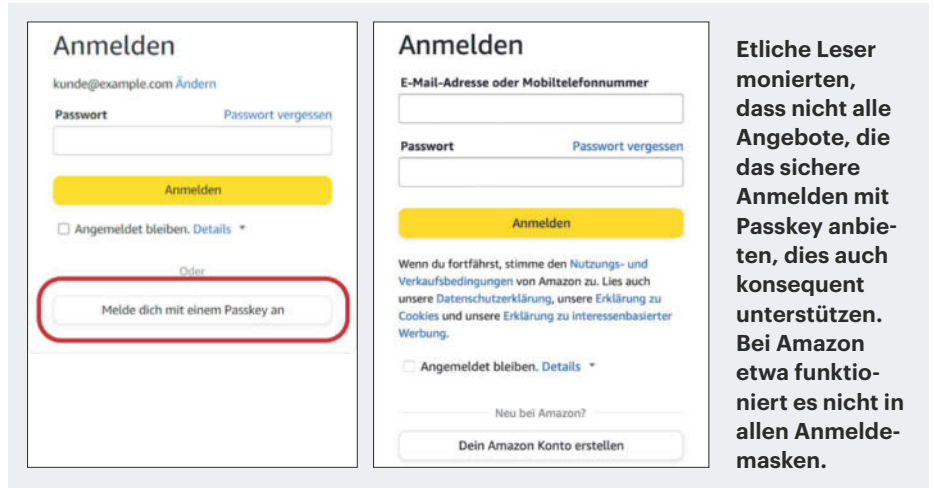 Anmelden
kunde@example.com Ändern
Passwort Passwort vergessen
Anmelden
Angemeldet bleiben. Details
Oder
Melde dich mit einem Passkey an
Anmelden
E-Mail-Adresse oder Mobiltelefonnummer
Passwort Passwort vergessen
Anmelden
Wenn du fortfährst, stimme den Nutzungs- und
Verkaufsbedingungen von Amazon zu. Lies auch
unsere Datenschutzerklärung, unsere Erklärung zu
Cookies und unsere Erklärung zu interessenbasierter
Werbung.
Angemeldet bleiben. Details
Neu bei Amazon?
Dein Amazon Konto erstellen
Etliche Leser
monierten,
dass nicht alle
Angebote, die
das sichere
Anmelden mit
Passkey anbie-
ten, dies auch
konsequent
unterstützen.
Bei Amazon
etwa funktio-
niert es nicht in
allen Anmelde-
masken.